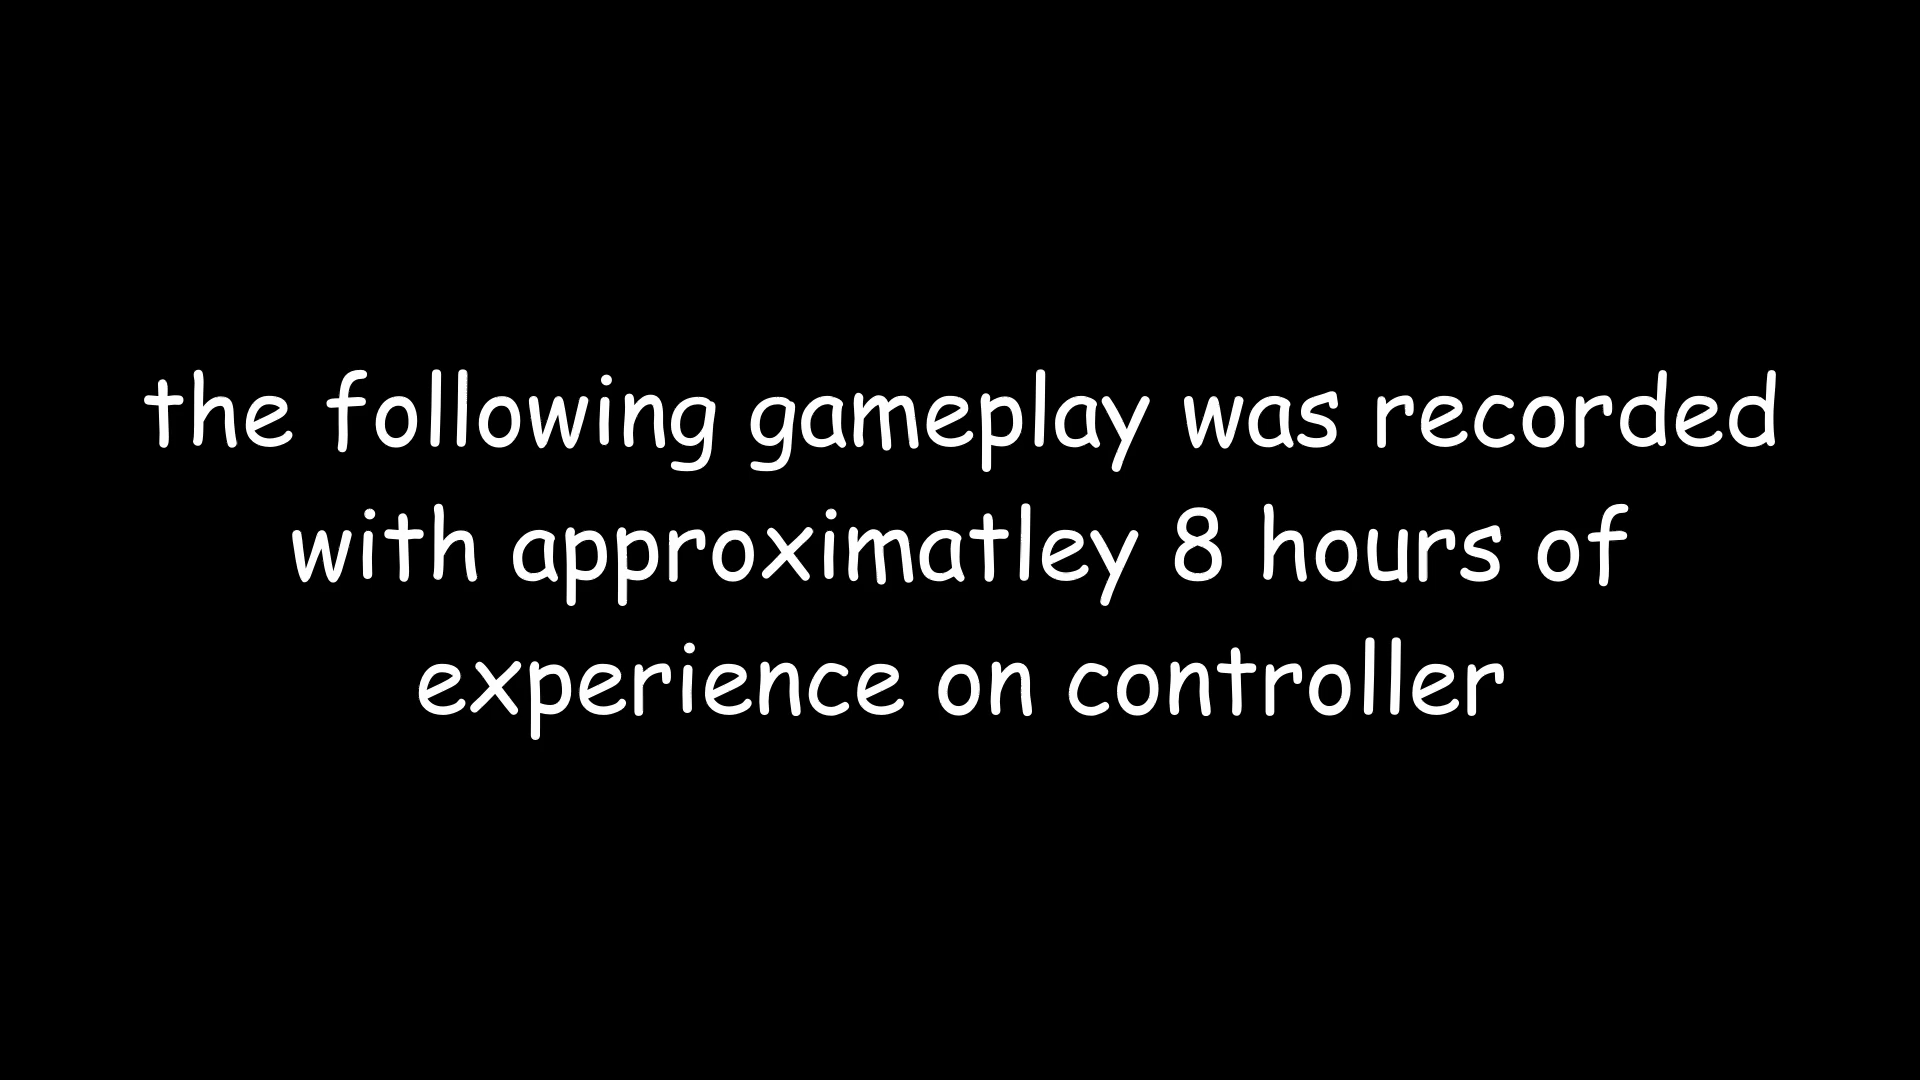 the following gameplay was recorded
with approximatley 8 hours of
experience on controller